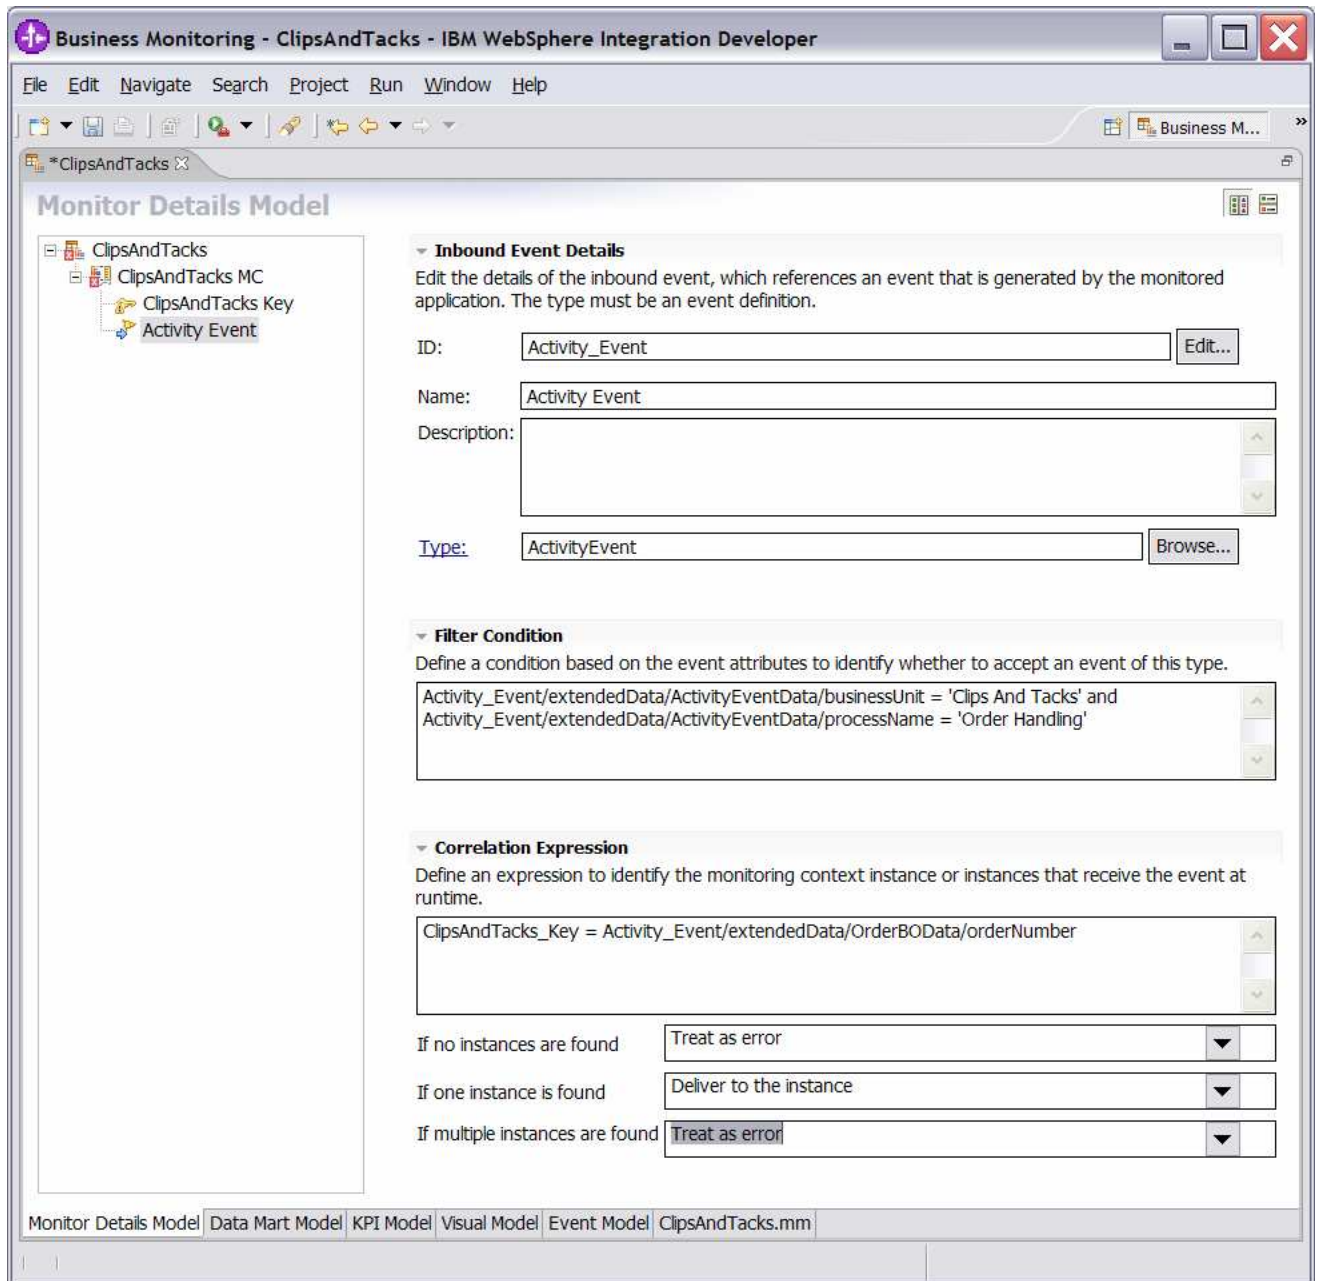 Business Monitoring - ClipsAndTacks - IBM WebSphere Integration Developer
File Edit Navigate Search Project Run Window Help
Business M... »
*ClipsAndTacks
Monitor Details Model
ClipsAndTacks
ClipsAndTacks MC
ClipsAndTacks Key
Activity Event
Inbound Event Details
Edit the details of the inbound event, which references an event that is generated by the monitored
application. The type must be an event definition.
ID: Activity_Event Edit...
Name: Activity Event
Description:
Type: ActivityEvent Browse...
Filter Condition
Define a condition based on the event attributes to identify whether to accept an event of this type.
Activity_Event/extendedData/ActivityEventData/businessUnit = 'Clips And Tacks' and
Activity_Event/extendedData/ActivityEventData/processName = 'Order Handling'
Correlation Expression
Define an expression to identify the monitoring context instance or instances that receive the event at
runtime.
ClipsAndTacks_Key = Activity_Event/extendedData/OrderBOData/orderNumber
If no instances are found Treat as error
If one instance is found Deliver to the instance
If multiple instances are found Treat as error
Monitor Details Model Data Mart Model KPI Model Visual Model Event Model ClipsAndTacks.mm